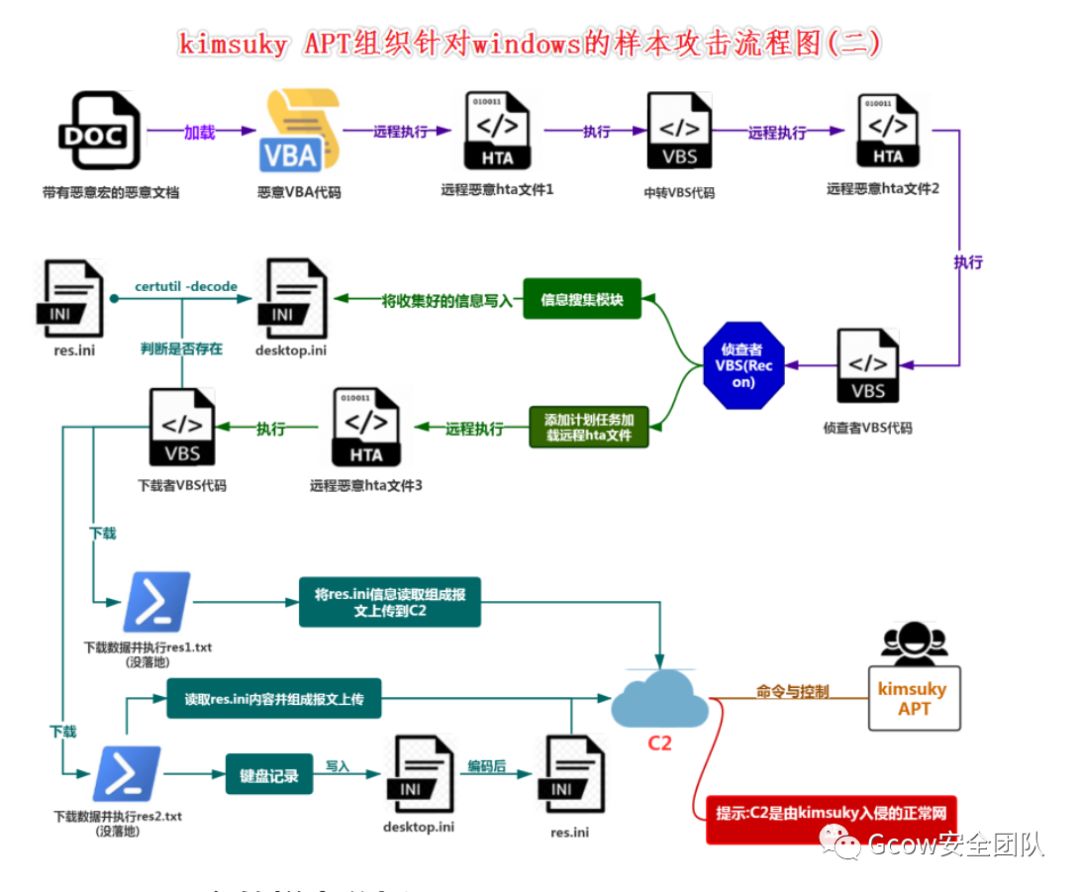 kimsuky APT组织针对windows的样本攻击流程图(二)
DOC
加载
VBA
远程执行
010011
</>
HTA
执行
</>
VBS
远程执行
010011
</>
HTA
带有恶意宏的恶意文档
恶意VBA代码
远程恶意hta文件1
中转VBS代码
远程恶意hta文件2
执行
INI
certutil -decode
INI
将收集好的信息写入
信息搜集模块
res.ini
判断是否存在
desktop.ini
侦查者
VBS(Rec
on)
</>
VBS
侦查者VBS代码
</>
VBS
执行
010011
</>
HTA
远程执行
添加计划任务加
载远程hta文件
下载者VBS代码
远程恶意hta文件3
下载
将res.ini信息读取组成报
文上传到C2
下载数据并执行res1.txt
(没落地)
读取res.ini内容并组成报文上传
C2
命令与控制
kimsuky
APT
下载
键盘记录
写入
INI
编码后
INI
下载数据并执行res2.txt
(没落地)
desktop.ini
res.ini
提示:C2是由kimsuky入侵的正常网
Gcow安全团队